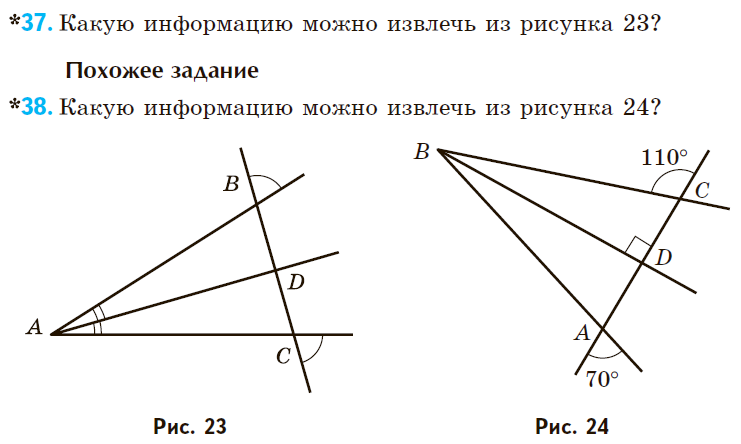 *37. Какую информацию можно извлечь из рисунка 23?
Похожее задание
*38. Какую информацию можно извлечь из рисунка 24?
B
A
D
C
Рис. 23
B
110°
C
D
A
70°
Рис. 24